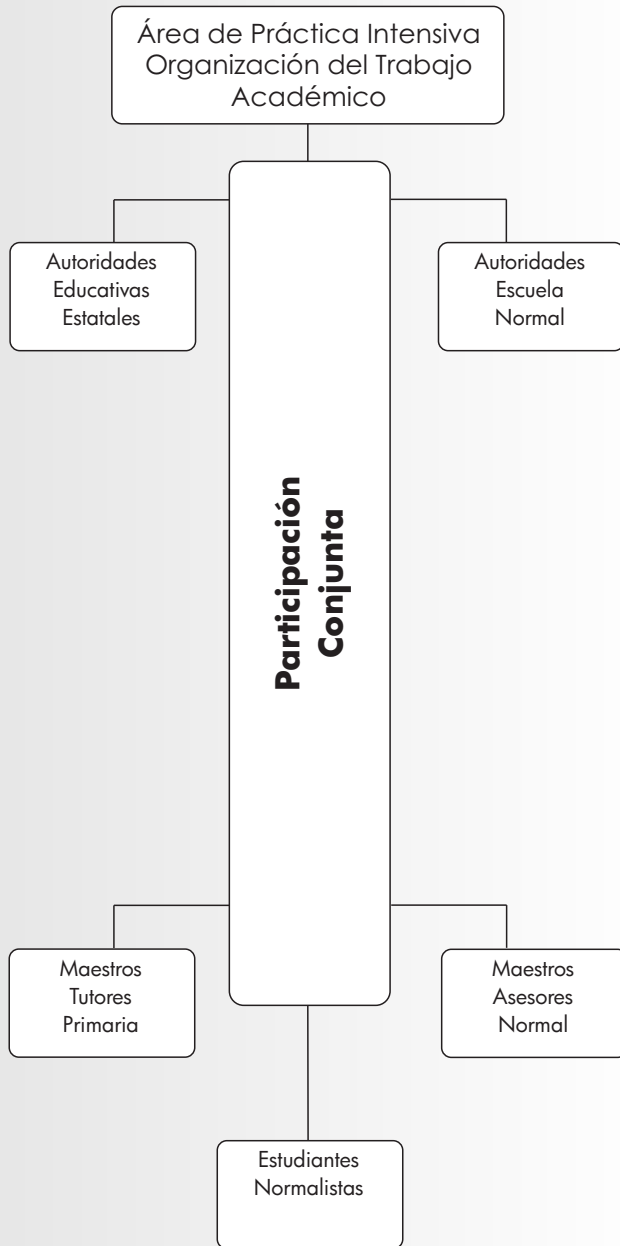 Área de Práctica Intensiva
Organización del Trabajo
Académico
Autoridades
Educativas
Estatales
Autoridades
Escuela
Normal
Participación
Conjunta
Maestros
Tutores
Primaria
Maestros
Asesores
Normal
Estudiantes
Normalistas